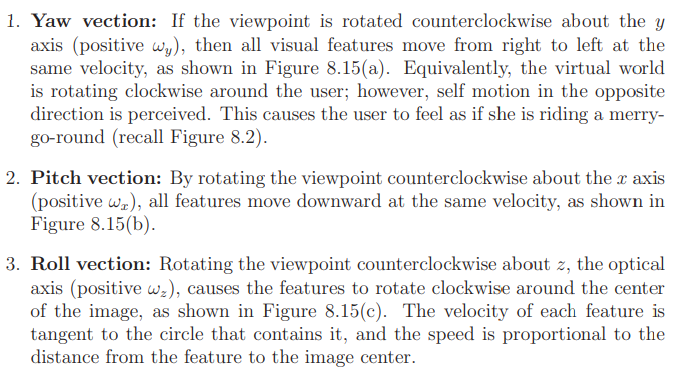 1. Yaw vection: If the viewpoint is rotated counterclockwise about the y
axis (positive ωy), then all visual features move from right to left at the
same velocity, as shown in Figure 8.15(a). Equivalently, the virtual world
is rotating clockwise around the user; however, self motion in the opposite
direction is perceived. This causes the user to feel as if she is riding a merry-
go-round (recall Figure 8.2).
2. Pitch vection: By rotating the viewpoint counterclockwise about the x axis
(positive ωx), all features move downward at the same velocity, as shown in
Figure 8.15(b).
3. Roll vection: Rotating the viewpoint counterclockwise about z, the optical
axis (positive ωz), causes the features to rotate clockwise around the center
of the image, as shown in Figure 8.15(c). The velocity of each feature is
tangent to the circle that contains it, and the speed is proportional to the
distance from the feature to the image center.